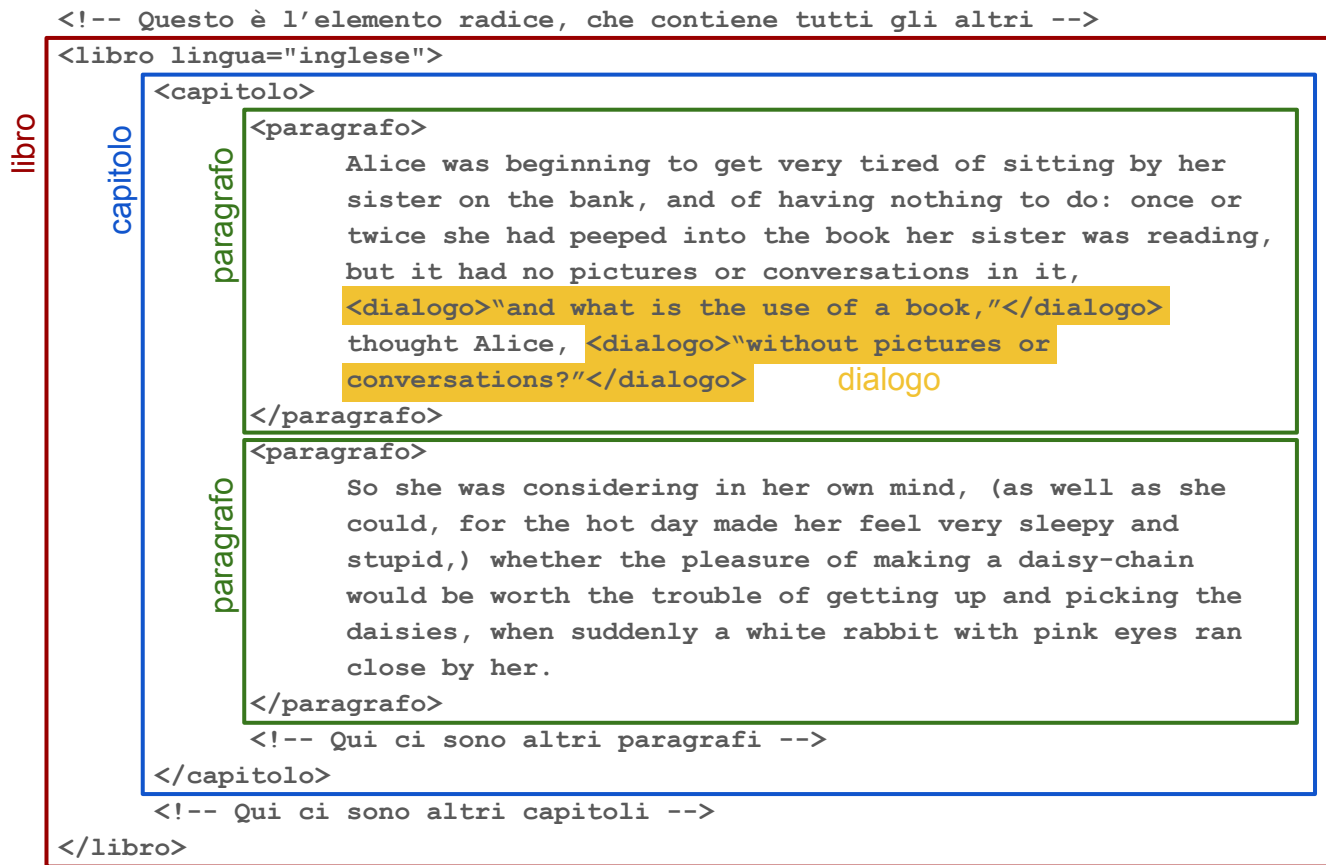 <!-- Questo è l’elemento radice, che contiene tutti gli altri -->
<libro lingua="inglese">
<capitolo>
<paragrafo>
Alice was beginning to get very tired of sitting by her
sister on the bank, and of having nothing to do: once or
twice she had peeped into the book her sister was reading,
but it had no pictures or conversations in it,
<dialogo>“and what is the use of a book,”</dialogo>
thought Alice, <dialogo>“without pictures or
conversations?”</dialogo>
dialogo
</paragrafo>
<paragrafo>
So she was considering in her own mind, (as well as she
could, for the hot day made her feel very sleepy and
stupid,) whether the pleasure of making a daisy-chain
would be worth the trouble of getting up and picking the
daisies, when suddenly a white rabbit with pink eyes ran
close by her.
</paragrafo>
<!-- Qui ci sono altri paragrafi -->
</capitolo>
<!-- Qui ci sono altri capitoli -->
</libro>
libro
capitolo
paragrafo
paragrafo